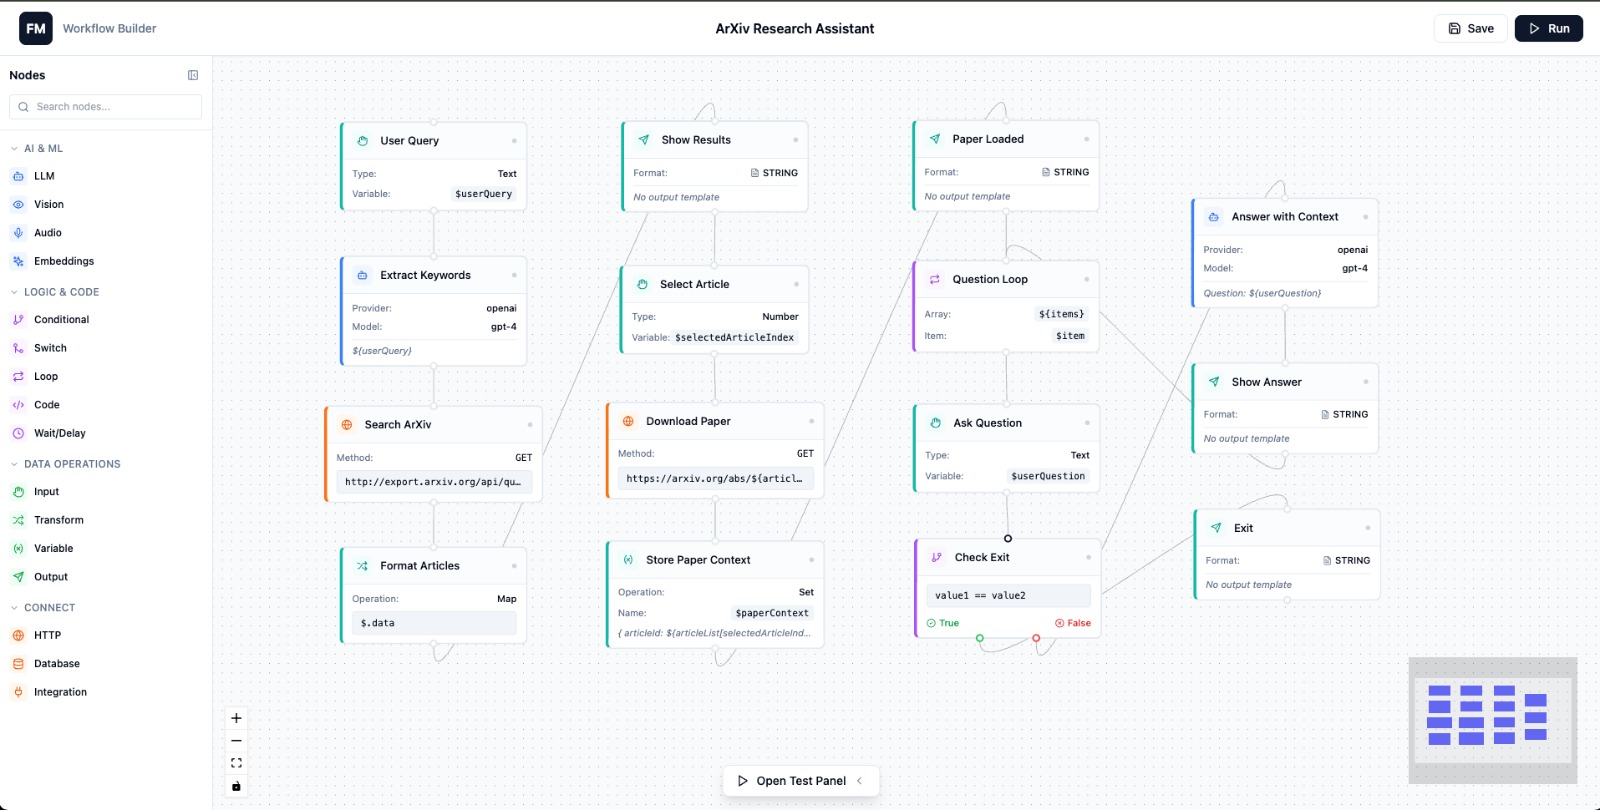 FM Workflow Builder
ArXiv Research Assistant
Save
Run
Nodes
Search nodes...
AI & ML
LLM
Vision
Audio
Embeddings
LOGIC & CODE
Conditional
Switch
Loop
Code
Wait/Delay
DATA OPERATIONS
Input
Transform
Variable
Output
CONNECT
HTTP
Database
Integration
User Query
Type: Text
Variable: $userQuery
Extract Keywords
Provider: openai
Model: gpt-4
${userQuery}
Search ArXiv
Method: GET
http://export.arxiv.org/api/qu…
Format Articles
Operation: Map
$.data
Show Results
Format: STRING
No output template
Select Article
Type: Number
Variable: $selectedArticleIndex
Download Paper
Method: GET
https://arxiv.org/abs/${articl…
Store Paper Context
Operation: Set
Name: $paperContext
{ articleId: ${articleList[selectedArticleInd...
Paper Loaded
Format: STRING
No output template
Question Loop
Array: ${items}
Item: $item
Ask Question
Type: Text
Variable: $userQuestion
Check Exit
value1 == value2
True False
Answer with Context
Provider: openai
Model: gpt-4
Question: ${userQuestion}
Show Answer
Format: STRING
No output template
Exit
Format: STRING
No output template
Open Test Panel